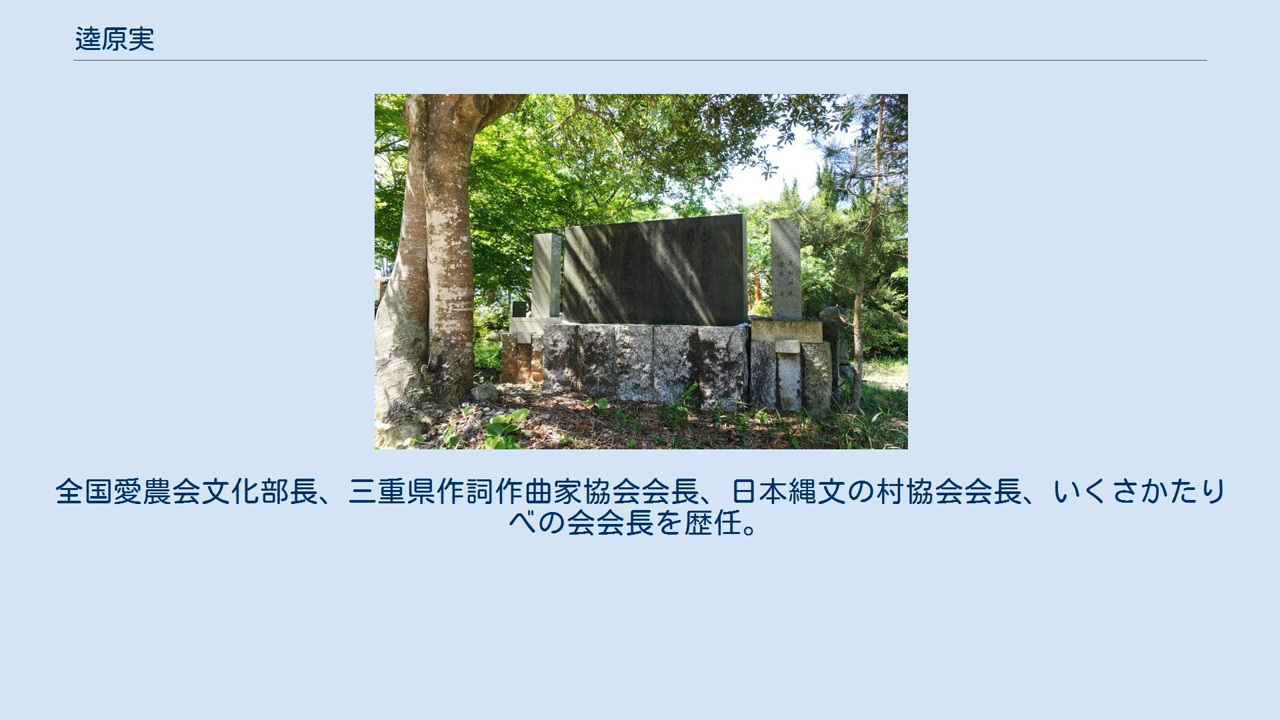 逵原実
全国愛農会文化部長、三重県作詞作曲家協会会長、日本縄文の村協会会長、いくさかたり
べの会会長を歴任。